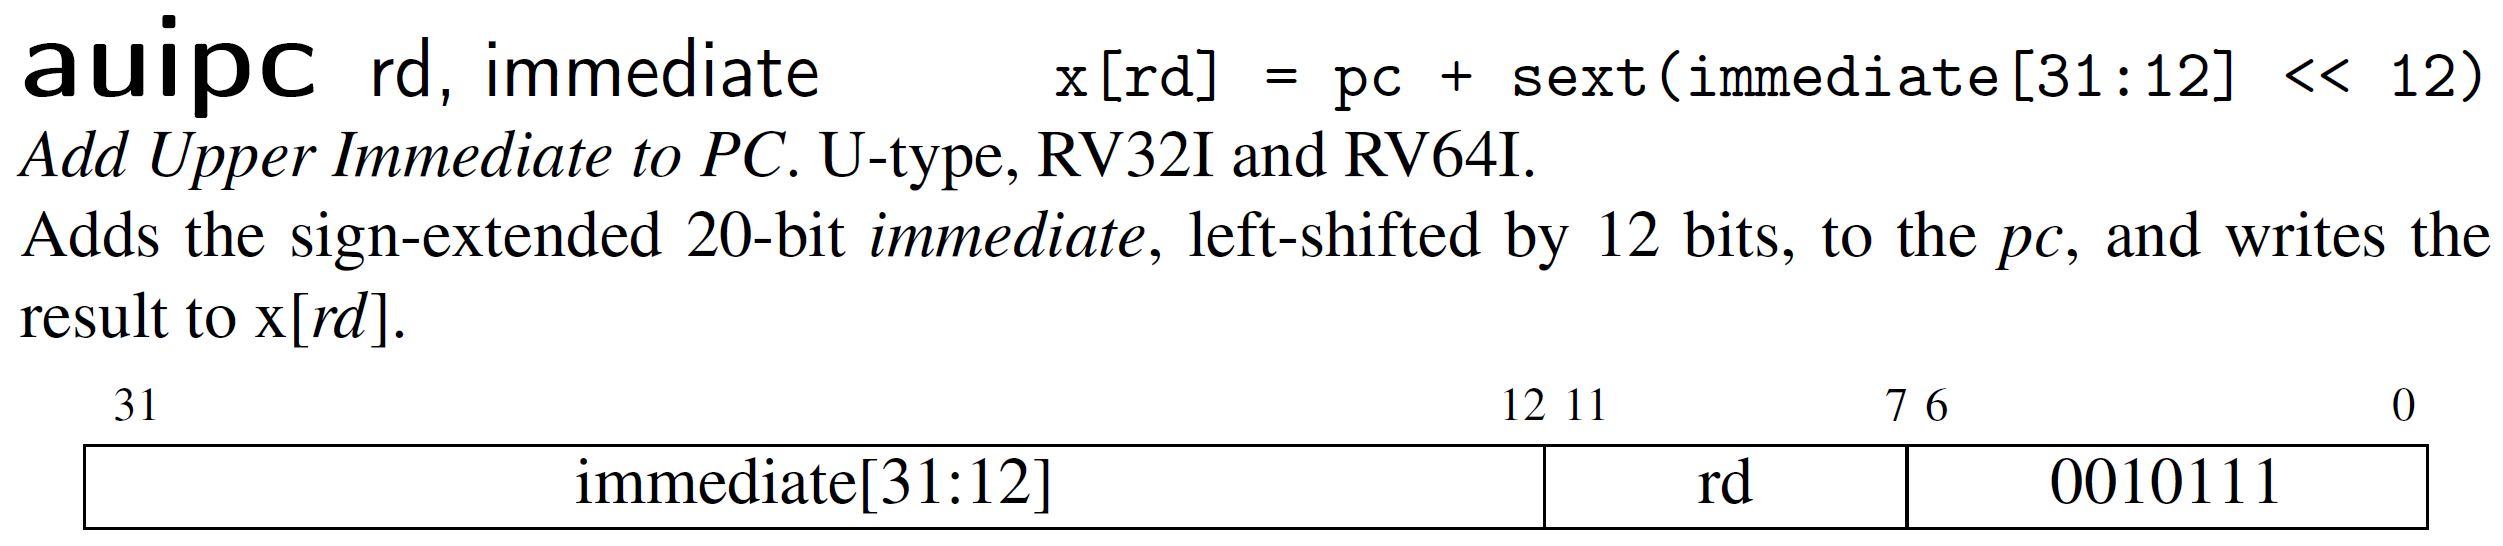 auipc rd, immediate x[rd] = pc + sext(immediate[31:12] << 12)
Add Upper Immediate to PC. U-type, RV32I and RV64I.
Adds the sign-extended 20-bit immediate, left-shifted by 12 bits, to the pc, and writes the
result to x[rd].
31 12 11 7 6 0
immediate[31:12] rd 0010111